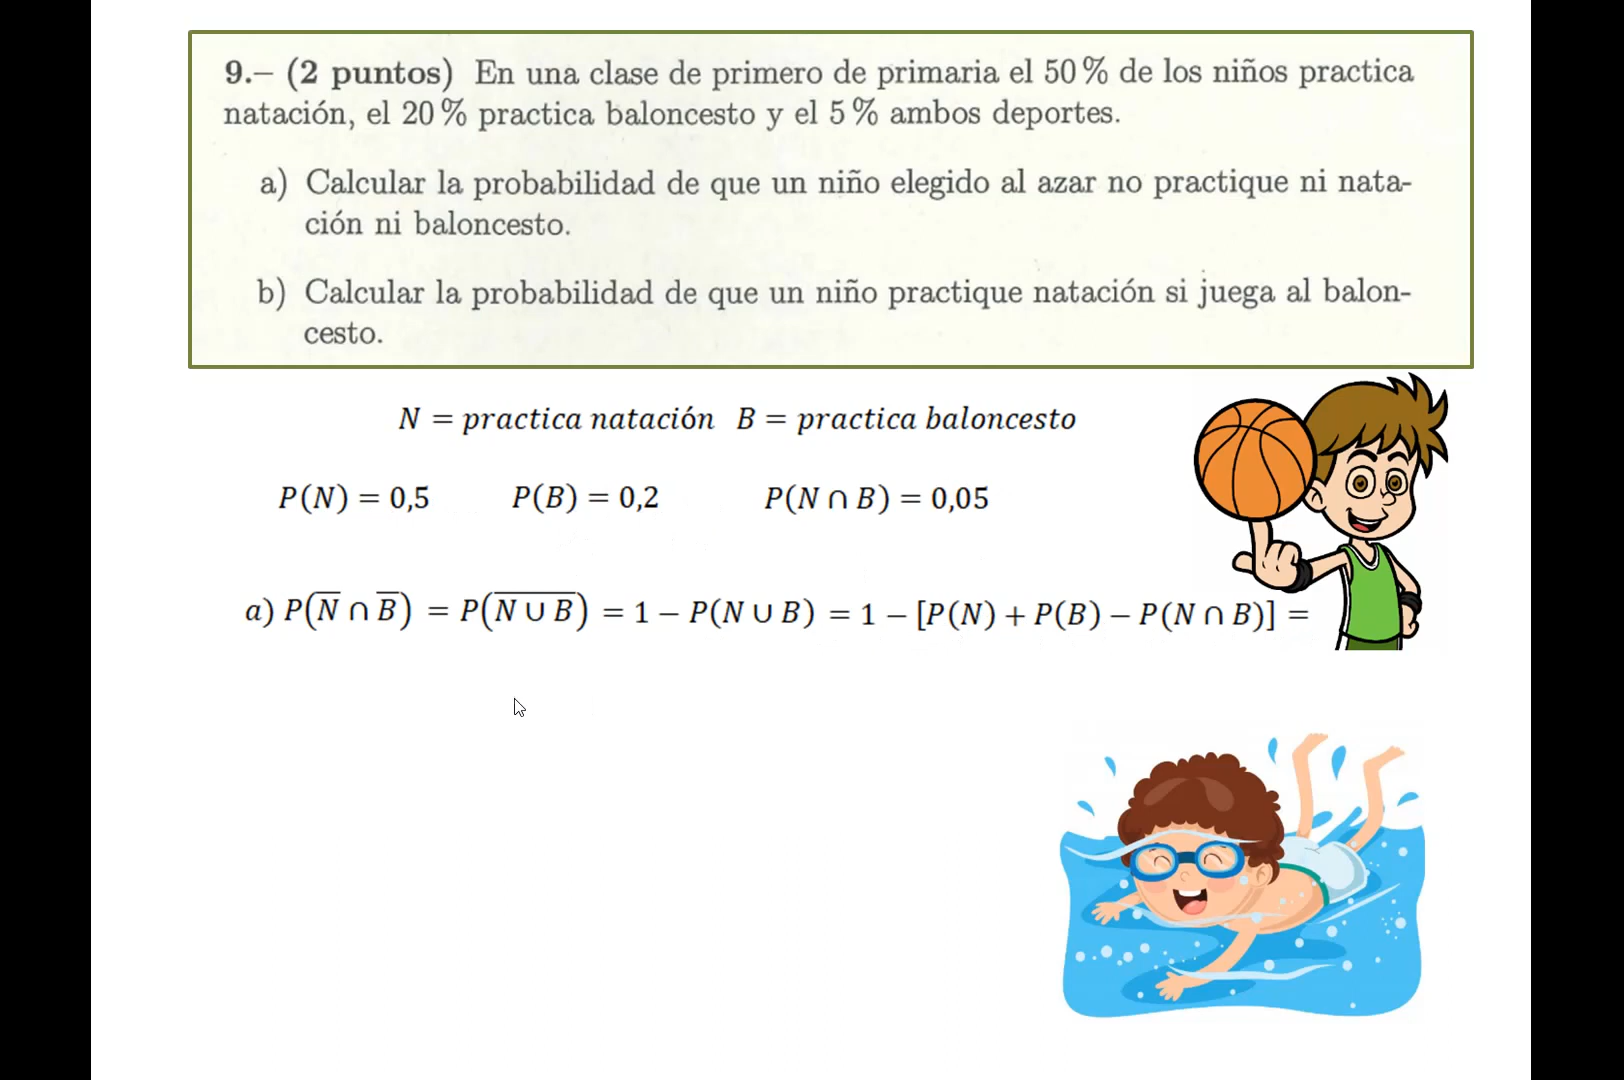 9.– (2 puntos) En una clase de primero de primaria el 50 % de los niños practica
natación, el 20 % practica baloncesto y el 5 % ambos deportes.
a) Calcular la probabilidad de que un niño elegido al azar no practique ni nata-
ción ni baloncesto.
b) Calcular la probabilidad de que un niño practique natación si juega al balon-
cesto.
N = practica natación B = practica baloncesto
P(N) = 0,5 P(B) = 0,2 P(N ∩ B) = 0,05
a) P(N̅ ∩ B̅) = P(N̅ ̅∪̅ ̅B̅) = 1 − P(N ∪ B) = 1 − [P(N) + P(B) − P(N ∩ B)] =